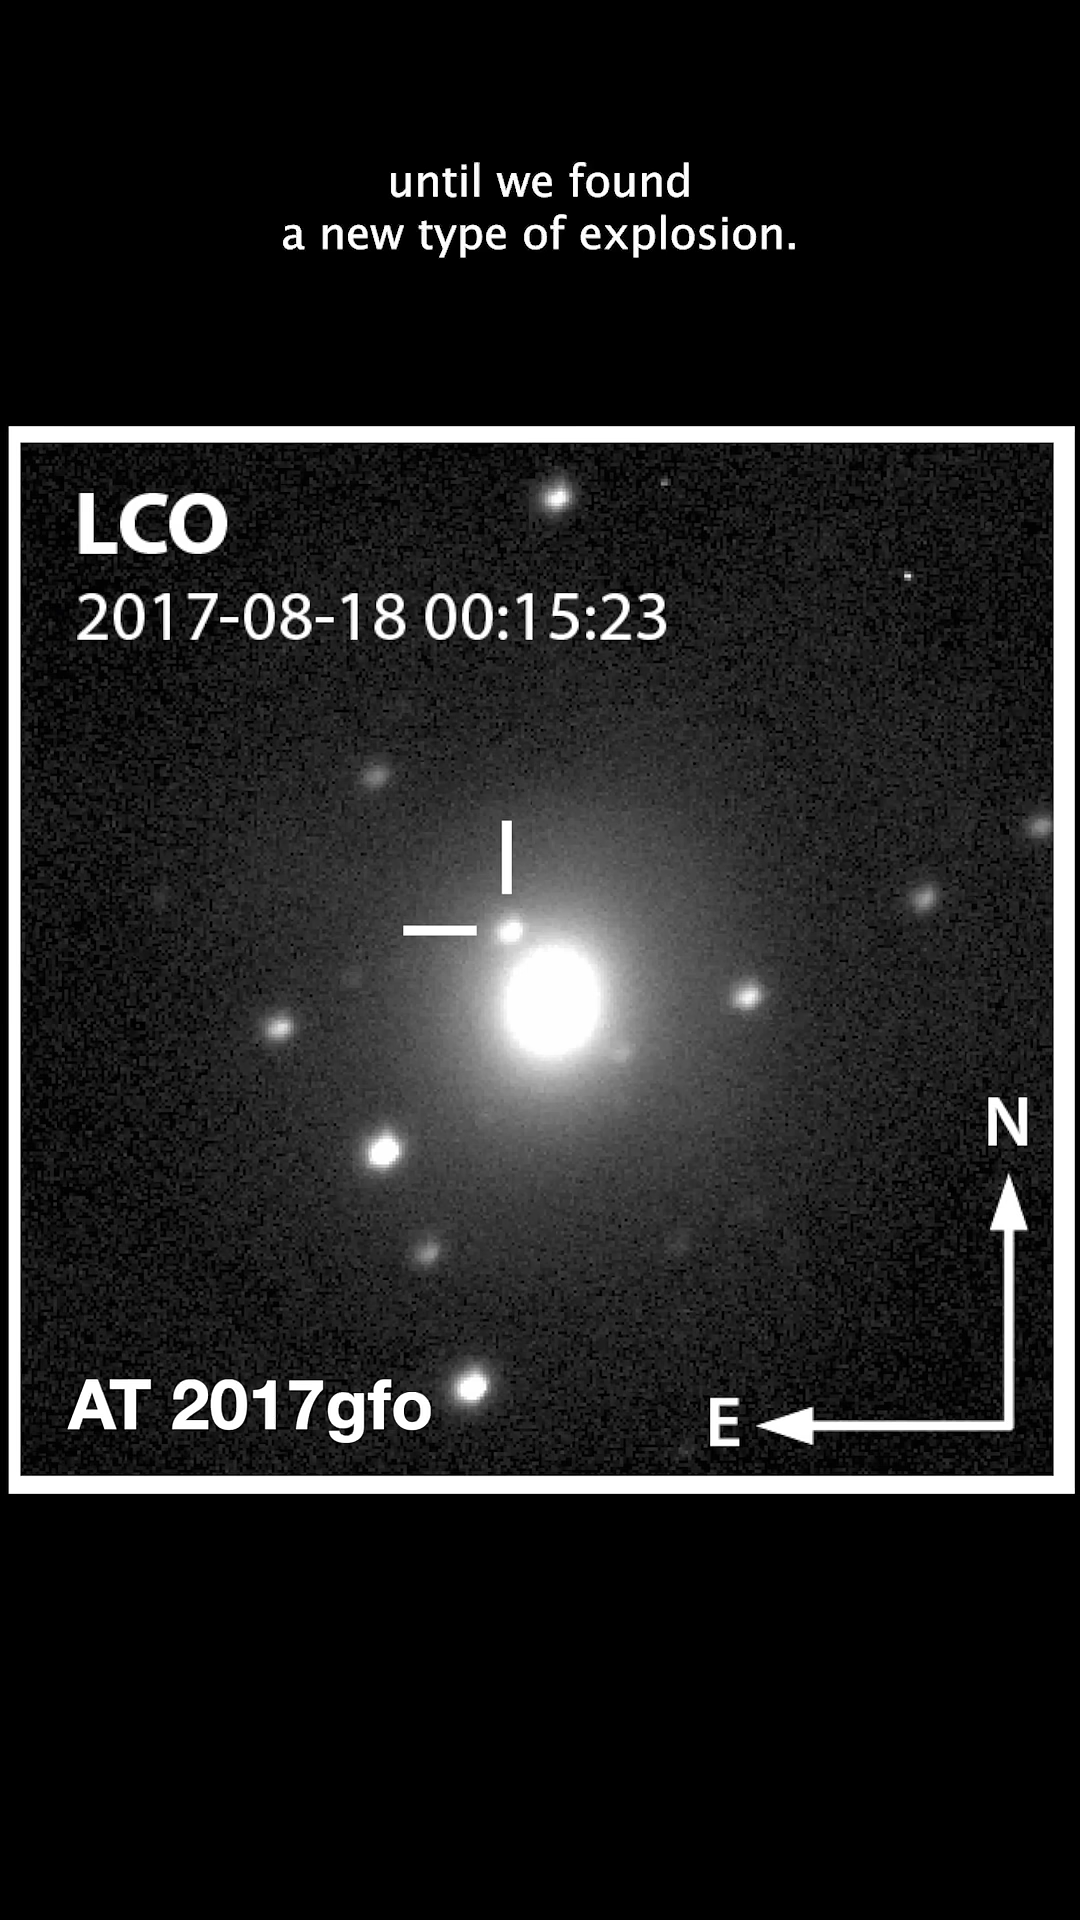 until we found
a new type of explosion.
LCO
2017-08-18 00:15:23
N
E
AT 2017gfo